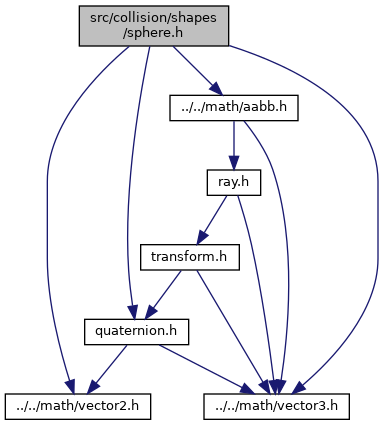 src/collision/shapes
/sphere.h
../../math/aabb.h
ray.h
transform.h
quaternion.h
../../math/vector2.h
../../math/vector3.h